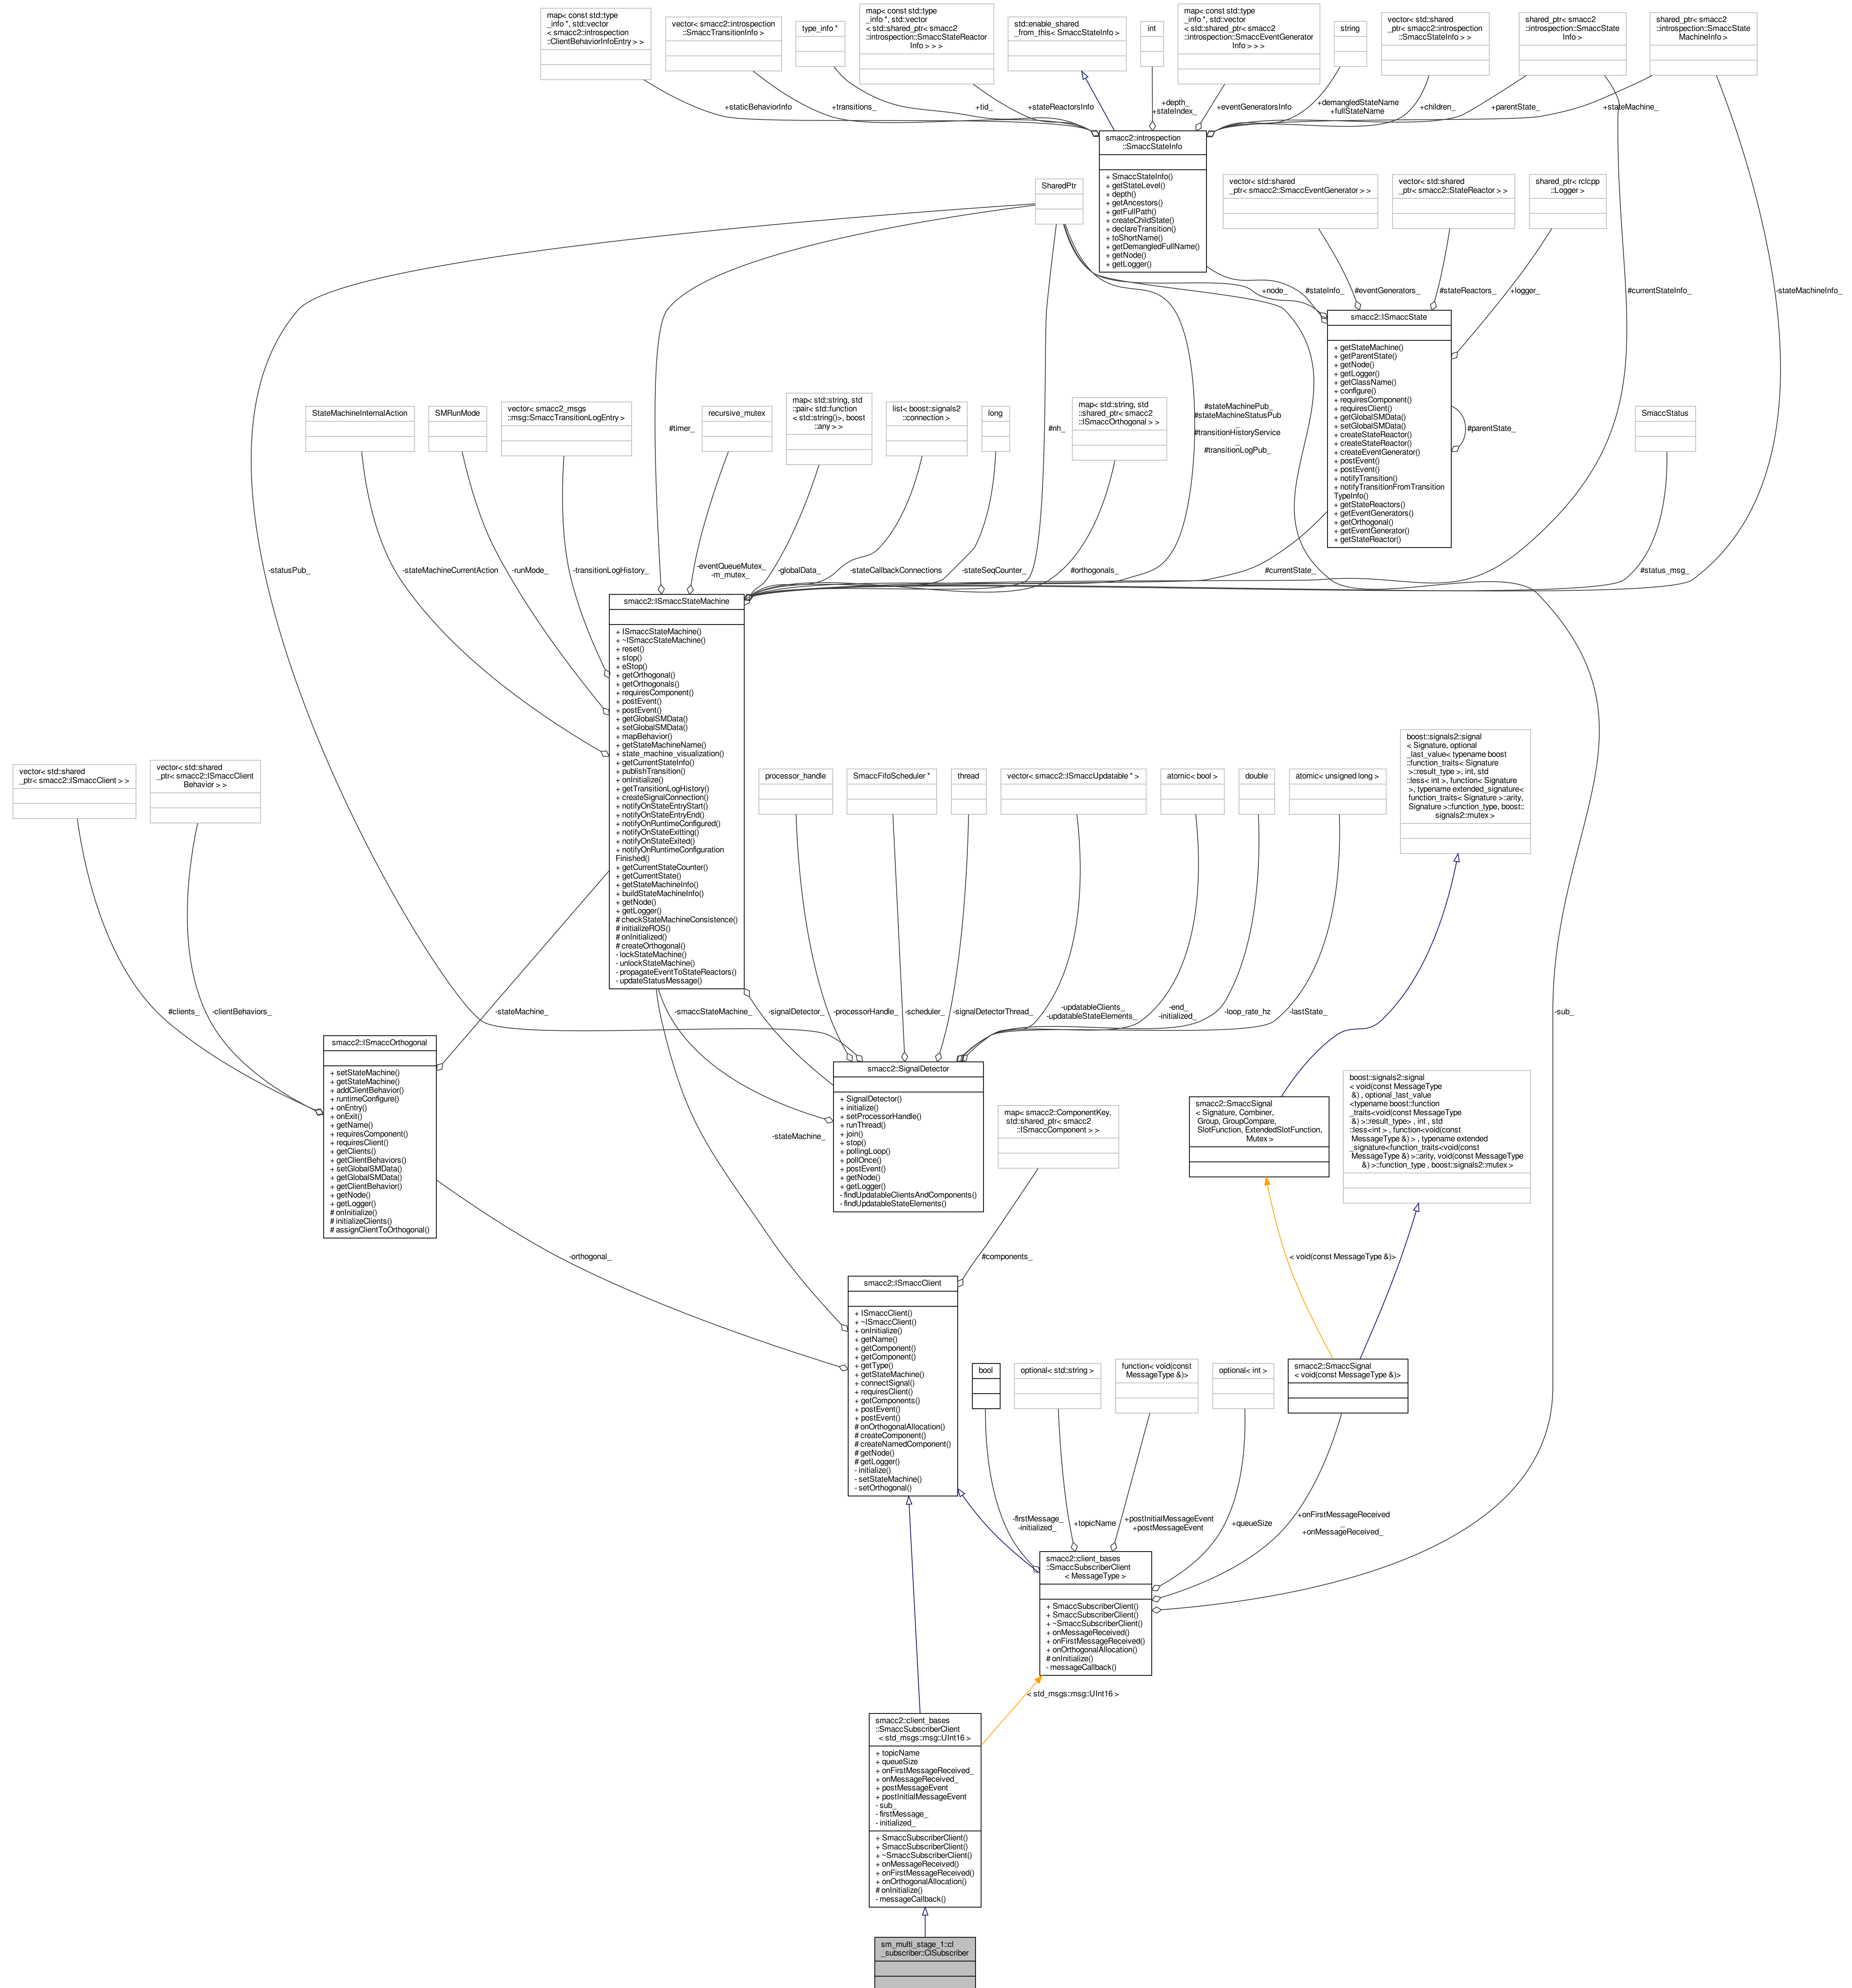 map< const std::type
_info *, std::vector
< smacc2::introspection
::ClientBehaviorInfoEntry > >
vector< smacc2::introspection
::SmaccTransitionInfo >
type_info *
map< const std::type
_info *, std::vector
< std::shared_ptr< smacc2
::introspection::SmaccStateReactor
Info > > >
std::enable_shared
_from_this< SmaccStateInfo >
int
map< const std::type
_info *, std::vector
< std::shared_ptr< smacc2
::introspection::SmaccEventGenerator
Info > > >
string
vector< std::shared
_ptr< smacc2::introspection
::SmaccStateInfo > >
shared_ptr< smacc2
::introspection::SmaccState
Info >
shared_ptr< smacc2
::introspection::SmaccState
MachineInfo >
+staticBehaviorInfo
+transitions_
+tid_
+stateReactorsInfo
+depth_
+stateIndex_
+eventGeneratorsInfo
+demangledStateName
+fullStateName
+children_
+parentState_
+stateMachine_
smacc2::introspection
::SmaccStateInfo
+ SmaccStateInfo()
+ getStateLevel()
+ depth()
+ getAncestors()
+ getFullPath()
+ createChildState()
+ declareTransition()
+ toShortName()
+ getDemangledFullName()
+ getNode()
+ getLogger()
SharedPtr
vector< std::shared
_ptr< smacc2::SmaccEventGenerator > >
vector< std::shared
_ptr< smacc2::StateReactor > >
shared_ptr< rclcpp
::Logger >
+node_
#stateInfo_
#eventGenerators_
#stateReactors_
+logger_
#currentStateInfo_
-stateMachineInfo_
smacc2::ISmaccState
+ getStateMachine()
+ getParentState()
+ getNode()
+ getLogger()
+ getClassName()
+ configure()
+ requiresComponent()
+ requiresClient()
+ getGlobalSMData()
+ setGlobalSMData()
+ createStateReactor()
+ createStateReactor()
+ createEventGenerator()
+ postEvent()
+ postEvent()
+ notifyTransition()
+ notifyTransitionFromTransition
TypeInfo()
+ getStateReactors()
+ getEventGenerators()
+ getOrthogonal()
+ getEventGenerator()
+ getStateReactor()
#parentState_
StateMachineInternalAction
SMRunMode
vector< smacc2_msgs
::msg::SmaccTransitionLogEntry >
#timer_
recursive_mutex
map< std::string, std
::pair< std::function
< std::string()>, boost
::any > >
list< boost::signals2
::connection >
long
#nh_
map< std::string, std
::shared_ptr< smacc2
::ISmaccOrthogonal > >
#stateMachinePub_
#stateMachineStatusPub
_
#transitionHistoryService
_
#transitionLogPub_
SmaccStatus
-statusPub_
-stateMachineCurrentAction
-runMode_
-transitionLogHistory_
-eventQueueMutex_
-m_mutex_
-globalData_
-stateCallbackConnections
-stateSeqCounter_
#orthogonals_
#currentState_
#status_msg_
smacc2::ISmaccStateMachine
+ ISmaccStateMachine()
+ ~ISmaccStateMachine()
+ reset()
+ stop()
+ eStop()
+ getOrthogonal()
+ getOrthogonals()
+ requiresComponent()
+ postEvent()
+ postEvent()
+ getGlobalSMData()
+ setGlobalSMData()
+ mapBehavior()
+ getStateMachineName()
+ state_machine_visualization()
+ getCurrentStateInfo()
+ publishTransition()
+ onInitialize()
+ getTransitionLogHistory()
+ createSignalConnection()
+ notifyOnStateEntryStart()
+ notifyOnStateEntryEnd()
+ notifyOnRuntimeConfigured()
+ notifyOnStateExitting()
+ notifyOnStateExited()
+ notifyOnRuntimeConfiguration
Finished()
+ getCurrentStateCounter()
+ getCurrentState()
+ getStateMachineInfo()
+ buildStateMachineInfo()
+ getNode()
+ getLogger()
# checkStateMachineConsistence()
# initializeROS()
# onInitialized()
# createOrthogonal()
- lockStateMachine()
- unlockStateMachine()
- propagateEventToStateReactors()
- updateStatusMessage()
vector< std::shared
_ptr< smacc2::ISmaccClient > >
vector< std::shared
_ptr< smacc2::ISmaccClient
Behavior > >
processor_handle
SmaccFifoScheduler *
thread
vector< smacc2::ISmaccUpdatable * >
atomic< bool >
double
atomic< unsigned long >
boost::signals2::signal
< Signature, optional
_last_value< typename boost
::function_traits< Signature
>::result_type >, int, std
::less< int >, function< Signature
>, typename extended_signature<
function_traits< Signature >::arity,
Signature >::function_type, boost::
signals2::mutex >
#clients_
-clientBehaviors_
-stateMachine_
-smaccStateMachine_
-signalDetector_
-processorHandle_
-scheduler_
-signalDetectorThread_
-updatableClients_
-updatableStateElements_
-end_
-initialized_
-loop_rate_hz
-lastState_
-sub_
smacc2::ISmaccOrthogonal
+ setStateMachine()
+ getStateMachine()
+ addClientBehavior()
+ runtimeConfigure()
+ onEntry()
+ onExit()
+ getName()
+ requiresComponent()
+ requiresClient()
+ getClients()
+ getClientBehaviors()
+ setGlobalSMData()
+ getGlobalSMData()
+ getClientBehavior()
+ getNode()
+ getLogger()
# onInitialize()
# initializeClients()
# assignClientToOrthogonal()
smacc2::SignalDetector
+ SignalDetector()
+ initialize()
+ setProcessorHandle()
+ runThread()
+ join()
+ stop()
+ pollingLoop()
+ pollOnce()
+ postEvent()
+ getNode()
+ getLogger()
- findUpdatableClientsAndComponents()
- findUpdatableStateElements()
-stateMachine_
map< smacc2::ComponentKey,
std::shared_ptr< smacc2
::ISmaccComponent > >
smacc2::SmaccSignal
< Signature, Combiner,
Group, GroupCompare,
SlotFunction, ExtendedSlotFunction,
Mutex >
boost::signals2::signal
< void(const MessageType
&) , optional_last_value
<typename boost::function
_traits<void(const MessageType
&) >::result_type> , int , std
::less<int > , function<void(const
MessageType &) > , typename extended
_signature<function_traits<void(const
MessageType &) >::arity, void(const MessageType
&) >::function_type , boost::signals2::mutex >
-orthogonal_
#components_
< void(const MessageType &)>
smacc2::ISmaccClient
+ ISmaccClient()
+ ~ISmaccClient()
+ onInitialize()
+ getName()
+ getComponent()
+ getComponent()
+ getType()
+ getStateMachine()
+ connectSignal()
+ requiresClient()
+ getComponents()
+ postEvent()
+ postEvent()
# onOrthogonalAllocation()
# createComponent()
# createNamedComponent()
# getNode()
# getLogger()
- initialize()
- setStateMachine()
- setOrthogonal()
bool
optional< std::string >
function< void(const
MessageType &)>
optional< int >
smacc2::SmaccSignal
< void(const MessageType &)>
-firstMessage_
-initialized_
+topicName
+postInitialMessageEvent
+postMessageEvent
+queueSize
+onFirstMessageReceived
_
+onMessageReceived_
smacc2::client_bases
::SmaccSubscriberClient
< MessageType >
+ SmaccSubscriberClient()
+ SmaccSubscriberClient()
+ ~SmaccSubscriberClient()
+ onMessageReceived()
+ onFirstMessageReceived()
+ onOrthogonalAllocation()
# onInitialize()
- messageCallback()
< std_msgs::msg::UInt16 >
smacc2::client_bases
::SmaccSubscriberClient
< std_msgs::msg::UInt16 >
+ topicName
+ queueSize
+ onFirstMessageReceived_
+ onMessageReceived_
+ postMessageEvent
+ postInitialMessageEvent
- sub_
- firstMessage_
- initialized_
+ SmaccSubscriberClient()
+ SmaccSubscriberClient()
+ ~SmaccSubscriberClient()
+ onMessageReceived()
+ onFirstMessageReceived()
+ onOrthogonalAllocation()
# onInitialize()
- messageCallback()
sm_multi_stage_1::cl
_subscriber::ClSubscriber